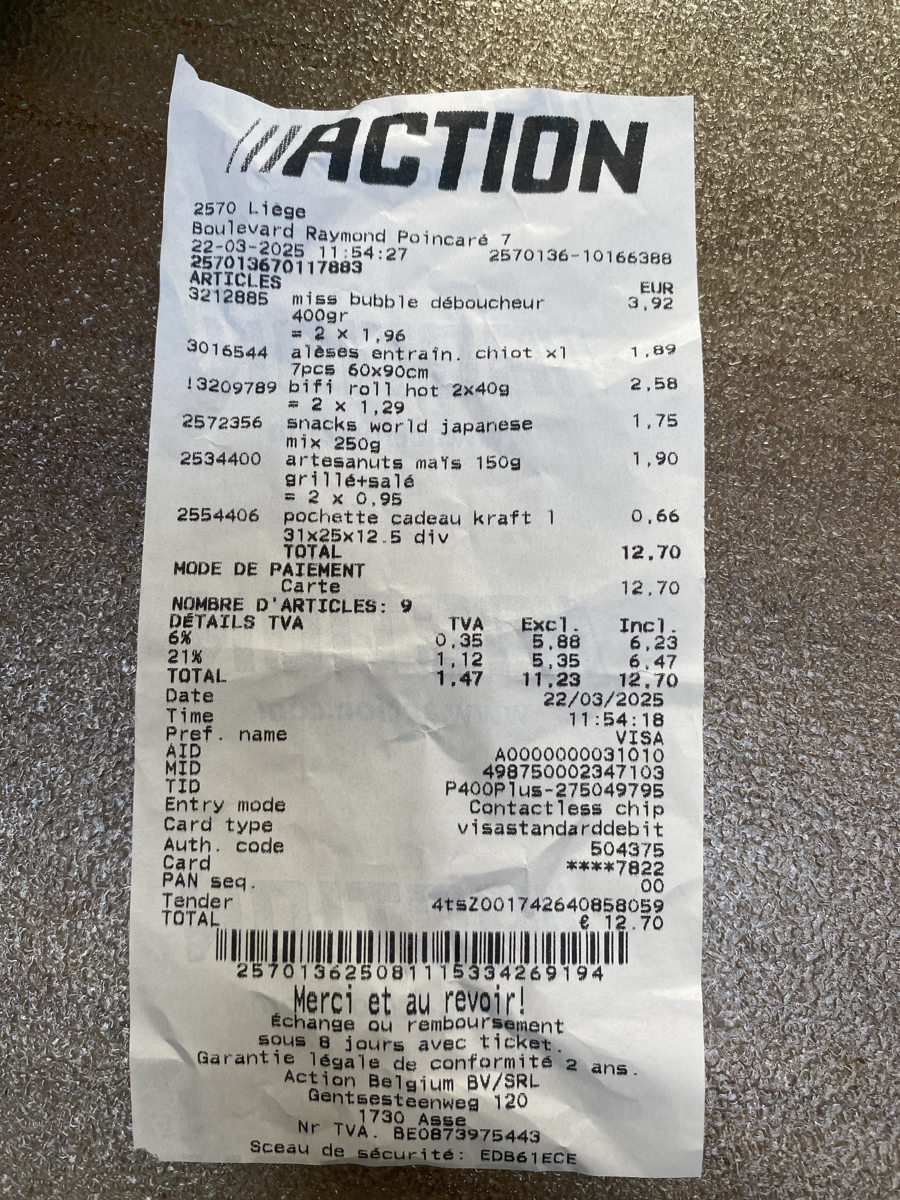 ACTION
2570 Liège
Boulevard Raymond Poincaré 7
22-03-2025 11:54:27 2570136-10166388
257013670117883
ARTICLES EUR
3212885 miss bubble déboucheur 3,92
400gr
= 2 x 1,96
3016544 alèses entraîn. chiot xl 1,89
7pcs 60x90cm
!3209789 bifi roll hot 2x40g 2,58
= 2 x 1,29
2572356 snacks world japanese 1,75
mix 250g
2534400 artesanuts maïs 150g 1,90
grillé+salé
= 2 x 0,95
2554406 pochette cadeau kraft l 0,66
31x25x12.5 div
TOTAL 12,70
MODE DE PAIEMENT
Carte 12,70
NOMBRE D'ARTICLES: 9
DÉTAILS TVA TVA Excl. Incl.
6% 0,35 5,88 6,23
21% 1,12 5,35 6,47
TOTAL 1,47 11,23 12,70
Date 22/03/2025
Time 11:54:18
Pref. name VISA
AID A0000000031010
MID 498750002347103
TID P400Plus-275049795
Entry mode Contactless chip
Card type visastandarddebit
Auth. code 504375
Card ****7822
PAN seq. 00
Tender 4tsZ001742640858059
TOTAL € 12.70
2570136250811153342 69194
Merci et au revoir!
Échange ou remboursement
sous 8 jours avec ticket.
Garantie légale de conformité 2 ans.
Action Belgium BV/SRL
Gentsesteenweg 120
1730 Asse
Nr TVA. BE0873975443
Sceau de sécurité: EDB61ECE